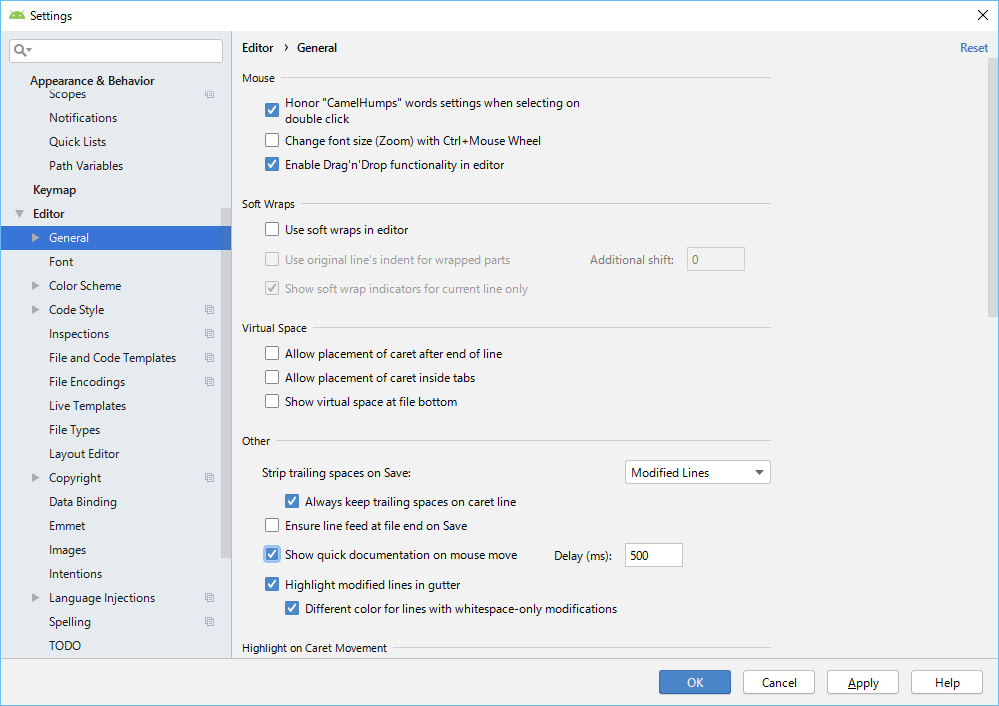 Settings
Appearance & Behavior
Scopes
Notifications
Quick Lists
Path Variables
Keymap
Editor
General
Font
Color Scheme
Code Style
Inspections
File and Code Templates
File Encodings
Live Templates
File Types
Layout Editor
Copyright
Data Binding
Emmet
Images
Intentions
Language Injections
Spelling
TODO
Editor › General
Reset
Mouse
Honor "CamelHumps" words settings when selecting on
double click
Change font size (Zoom) with Ctrl+Mouse Wheel
Enable Drag'n'Drop functionality in editor
Soft Wraps
Use soft wraps in editor
Use original line's indent for wrapped parts Additional shift: 0
Show soft wrap indicators for current line only
Virtual Space
Allow placement of caret after end of line
Allow placement of caret inside tabs
Show virtual space at file bottom
Other
Strip trailing spaces on Save: Modified Lines
Always keep trailing spaces on caret line
Ensure line feed at file end on Save
Show quick documentation on mouse move Delay (ms): 500
Highlight modified lines in gutter
Different color for lines with whitespace-only modifications
Highlight on Caret Movement
OK Cancel Apply Help